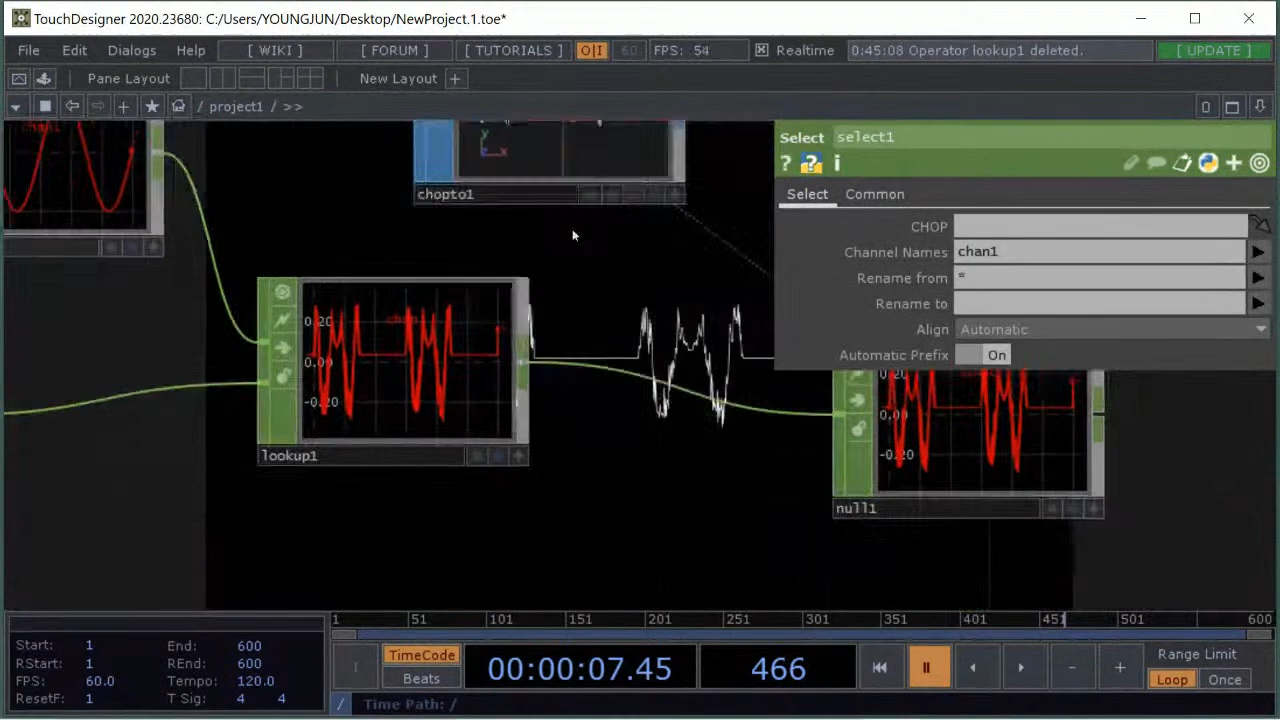 TouchDesigner 2020.23680: C:/Users/YOUNGJUN/Desktop/NewProject.1.toe*
File Edit Dialogs Help [ WIKI ] [ FORUM ] [ TUTORIALS ] O|I 60 FPS: 54 Realtime 0:45:08 Operator lookup1 deleted. [ UPDATE ]
Pane Layout New Layout +
/ project1 / >>
chan1
y
x
chopto1
Select select1
? ? i
Select Common
CHOP
Channel Names chan1
Rename from *
Rename to
Align Automatic
Automatic Prefix On
0.20
0.00
-0.20
lookup1
0.20
0.00
-0.20
null1
1 51 101 151 201 251 301 351 401 451 501 600
Start: 1 End: 600
RStart: 1 REnd: 600
FPS: 60.0 Tempo: 120.0
ResetF: 1 T Sig: 4 4
TimeCode
Beats
00:00:07.45 466
- +
Range Limit
Loop Once
/ Time Path: /